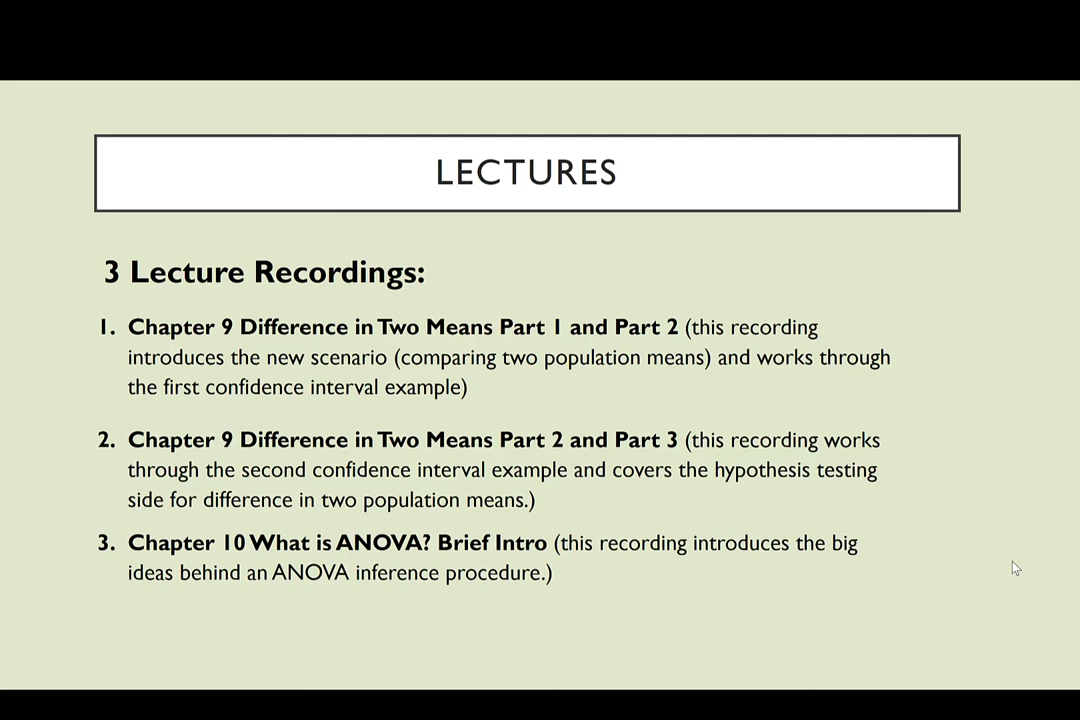 LECTURES
3 Lecture Recordings:
1. Chapter 9 Difference in Two Means Part 1 and Part 2 (this recording
introduces the new scenario (comparing two population means) and works through
the first confidence interval example)
2. Chapter 9 Difference in Two Means Part 2 and Part 3 (this recording works
through the second confidence interval example and covers the hypothesis testing
side for difference in two population means.)
3. Chapter 10 What is ANOVA? Brief Intro (this recording introduces the big
ideas behind an ANOVA inference procedure.)